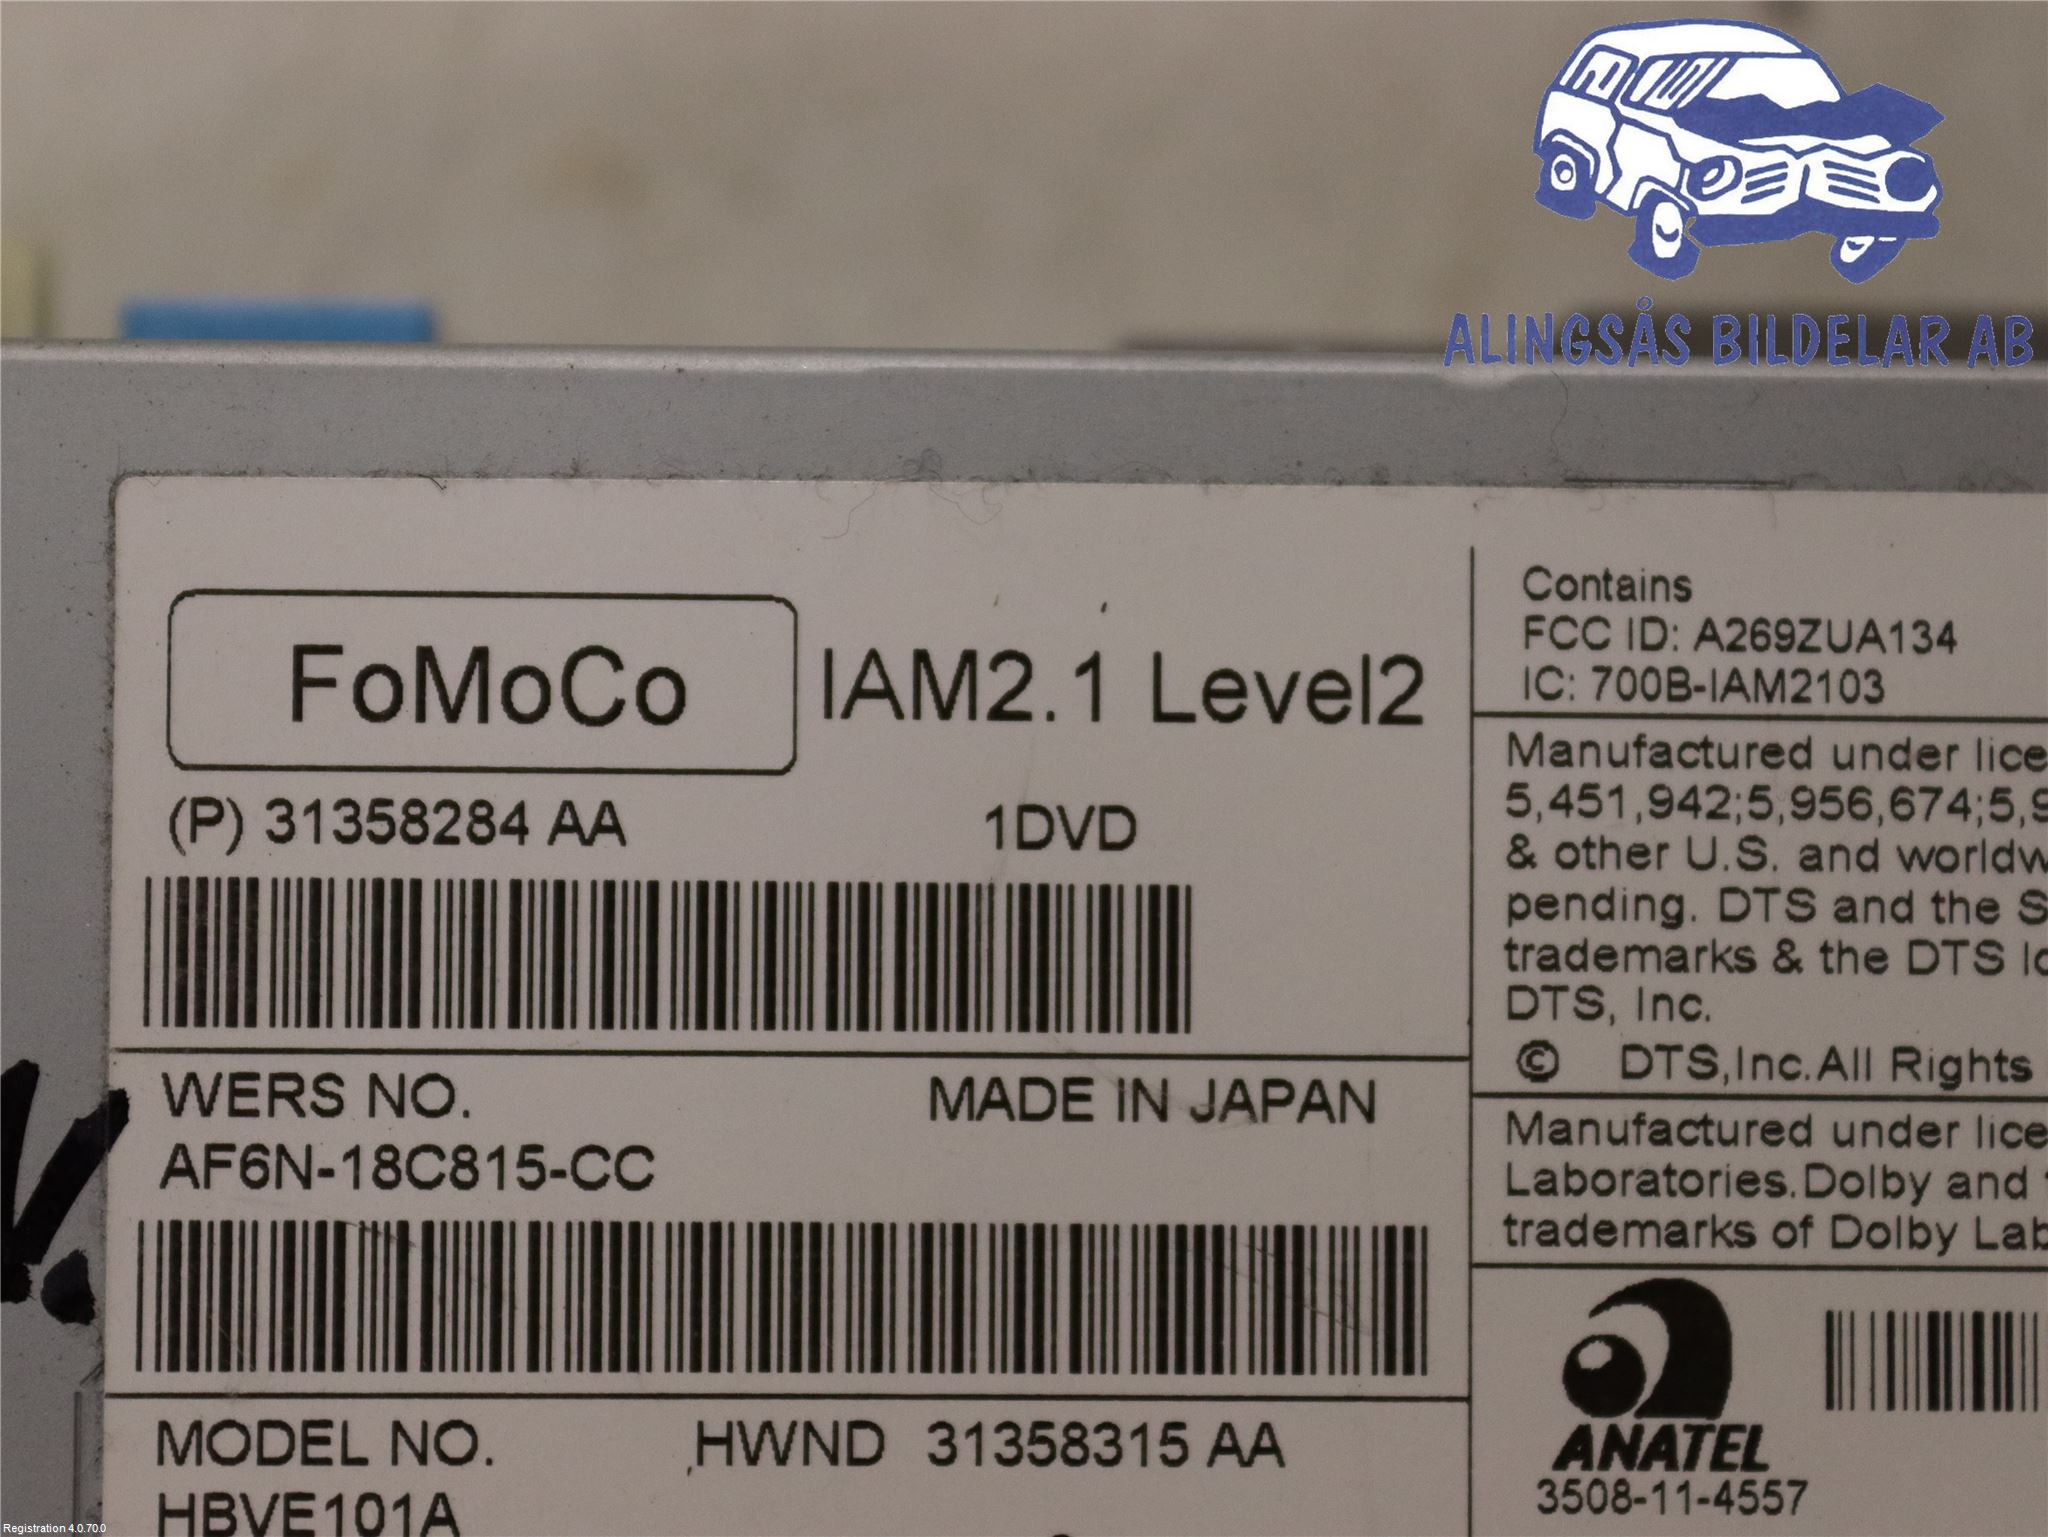 ALINGSÅS BILDELAR AB
FoMoCo
IAM2.1 Level2
(P) 31358284 AA 1DVD
WERS NO. MADE IN JAPAN
AF6N-18C815-CC
MODEL NO. HWND 31358315 AA
HBVE101A
Contains
FCC ID: A269ZUA134
IC: 700B-IAM2103
Manufactured under lice
5,451,942;5,956,674;5,9
& other U.S. and worldw
pending. DTS and the S
trademarks & the DTS lo
DTS, Inc.
© DTS,Inc.All Rights
Manufactured under lice
Laboratories.Dolby and
trademarks of Dolby Lab
ANATEL
3508-11-4557
Registration 4.0.70.0